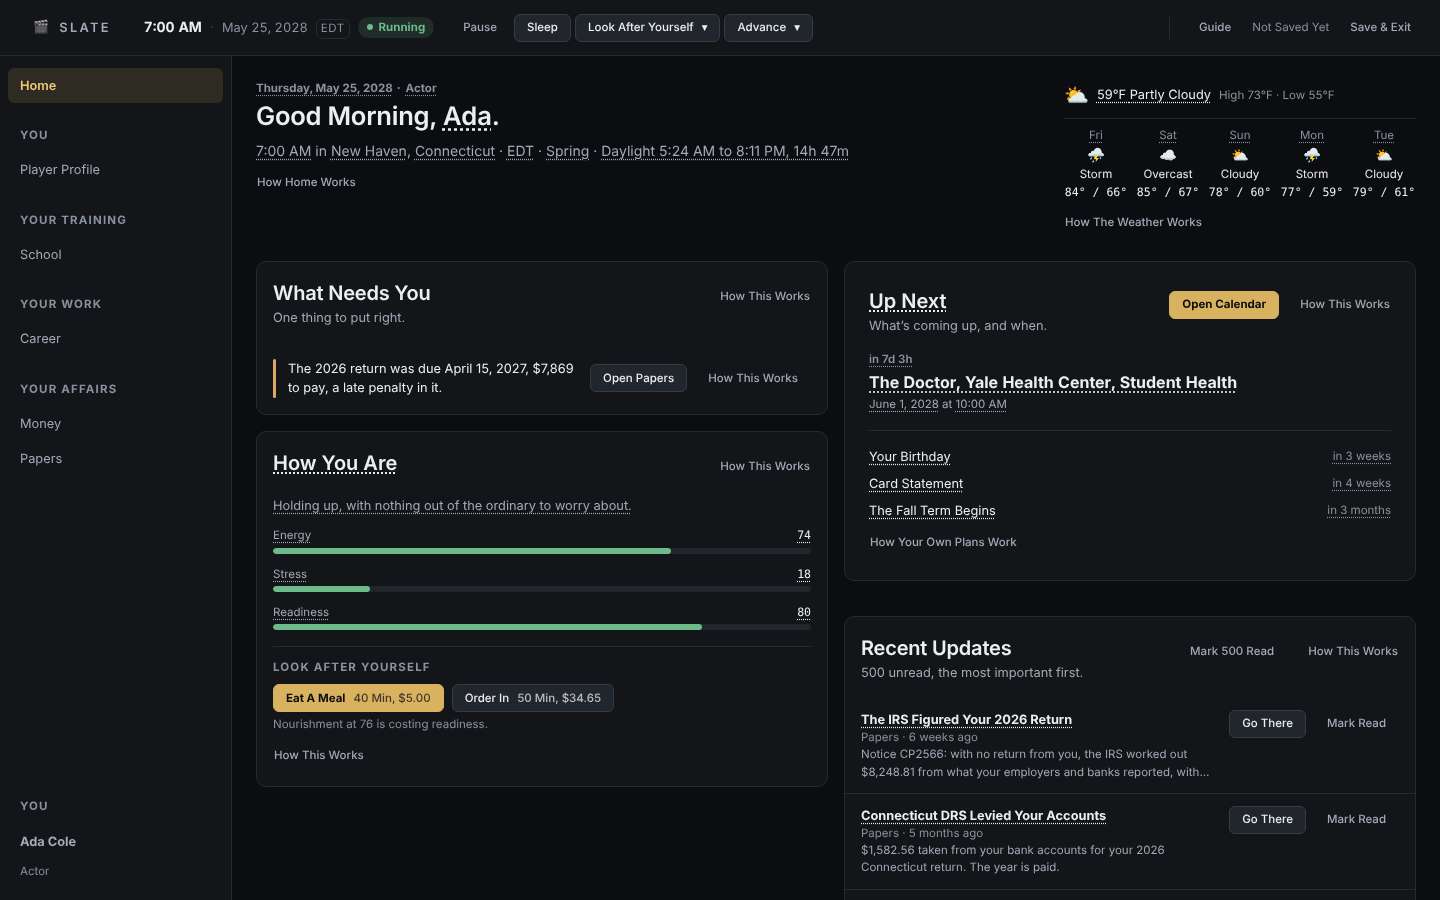 SLATE
7:00 AM · May 25, 2028 EDT Running
Pause
Sleep
Look After Yourself
Advance
Guide
Not Saved Yet
Save & Exit
Home
YOU
Player Profile
YOUR TRAINING
School
YOUR WORK
Career
YOUR AFFAIRS
Money
Papers
YOU
Ada Cole
Actor
Thursday, May 25, 2028 · Actor
Good Morning, Ada.
7:00 AM in New Haven, Connecticut · EDT · Spring · Daylight 5:24 AM to 8:11 PM, 14h 47m
How Home Works
59°F Partly Cloudy High 73°F · Low 55°F
Fri Sat Sun Mon Tue
Storm Overcast Cloudy Storm Cloudy
84° / 66° 85° / 67° 78° / 60° 77° / 59° 79° / 61°
How The Weather Works
What Needs You
How This Works
One thing to put right.
The 2026 return was due April 15, 2027, $7,869
to pay, a late penalty in it.
Open Papers
How This Works
How You Are
How This Works
Holding up, with nothing out of the ordinary to worry about.
Energy 74
Stress 18
Readiness 80
LOOK AFTER YOURSELF
Eat A Meal 40 Min, $5.00
Order In 50 Min, $34.65
Nourishment at 76 is costing readiness.
How This Works
Up Next
Open Calendar
How This Works
What's coming up, and when.
in 7d 3h
The Doctor, Yale Health Center, Student Health
June 1, 2028 at 10:00 AM
Your Birthday in 3 weeks
Card Statement in 4 weeks
The Fall Term Begins in 3 months
How Your Own Plans Work
Recent Updates
Mark 500 Read
How This Works
500 unread, the most important first.
The IRS Figured Your 2026 Return
Go There
Mark Read
Papers · 6 weeks ago
Notice CP2566: with no return from you, the IRS worked out
$8,248.81 from what your employers and banks reported, with...
Connecticut DRS Levied Your Accounts
Go There
Mark Read
Papers · 5 months ago
$1,582.56 taken from your bank accounts for your 2026
Connecticut return. The year is paid.